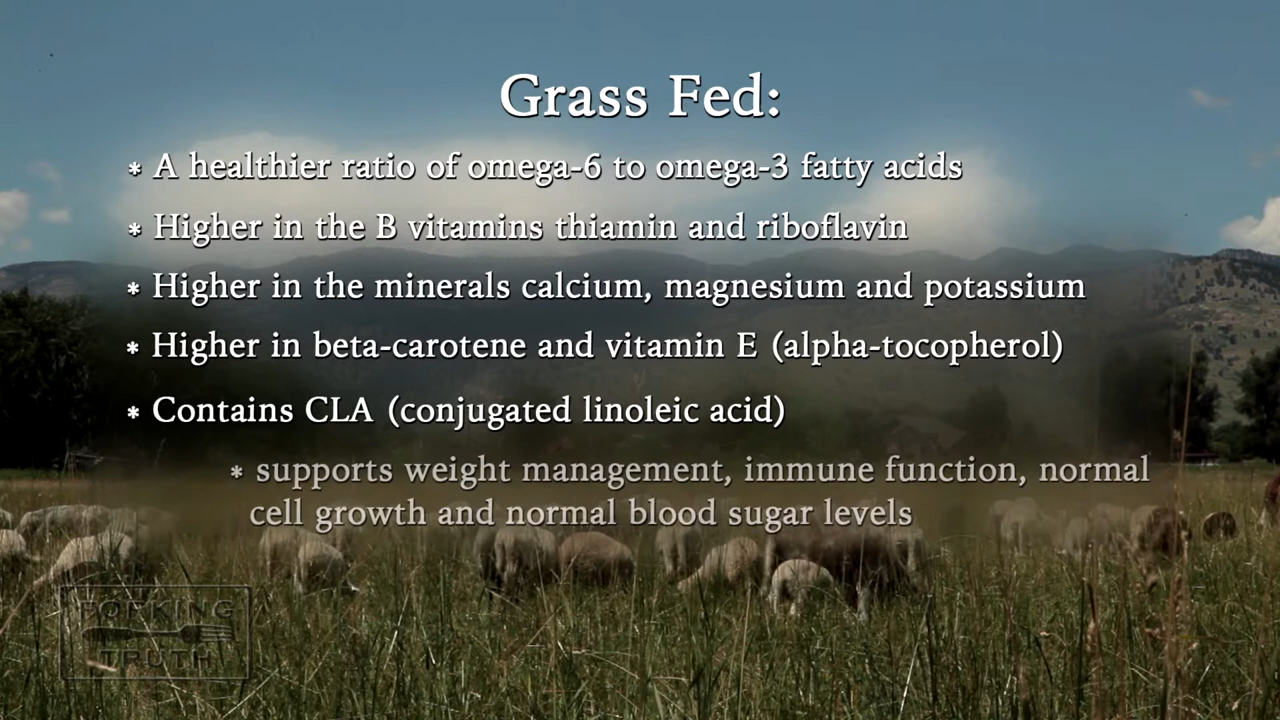 Grass Fed:
* A healthier ratio of omega-6 to omega-3 fatty acids
* Higher in the B vitamins thiamin and riboflavin
* Higher in the minerals calcium, magnesium and potassium
* Higher in beta-carotene and vitamin E (alpha-tocopherol)
* Contains CLA (conjugated linoleic acid)
* supports weight management, immune function, normal
cell growth and normal blood sugar levels
FORKING
TRUTH